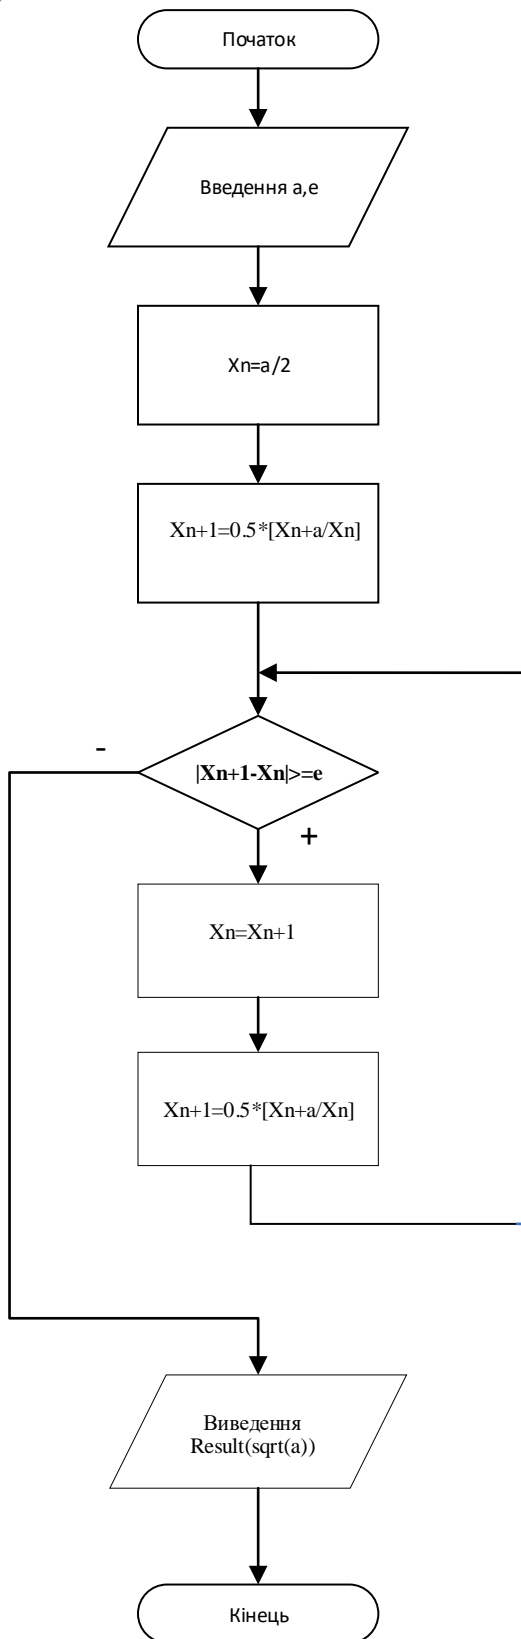 Початок
Введення a,e
Xn=a/2
Xn+1=0.5*[Xn+a/Xn]
-
|Xn+1-Xn|>=e
+
Xn=Xn+1
Xn+1=0.5*[Xn+a/Xn]
Виведення
Result(sqrt(a))
Кінець